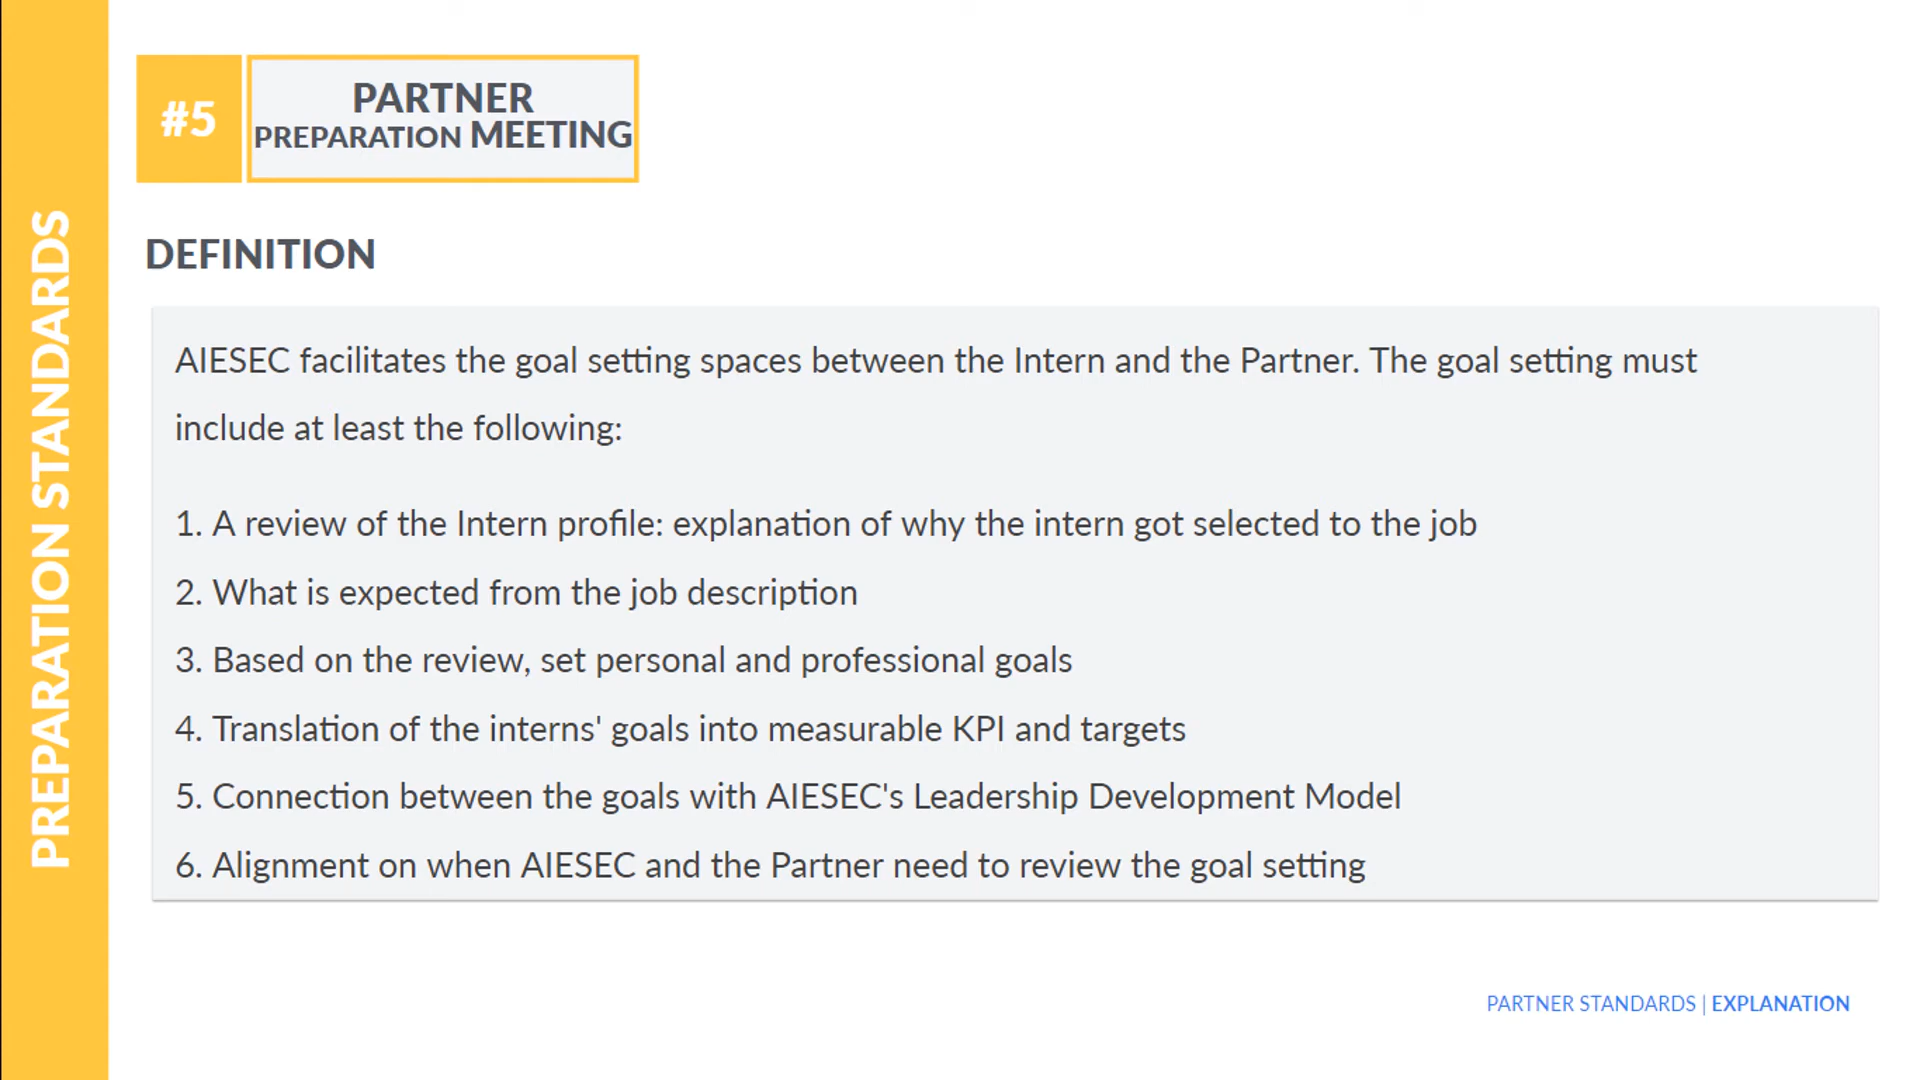 PREPARATION STANDARDS
#5
PARTNER
PREPARATION MEETING
DEFINITION
AIESEC facilitates the goal setting spaces between the Intern and the Partner. The goal setting must
include at least the following:
1. A review of the Intern profile: explanation of why the intern got selected to the job
2. What is expected from the job description
3. Based on the review, set personal and professional goals
4. Translation of the interns' goals into measurable KPI and targets
5. Connection between the goals with AIESEC's Leadership Development Model
6. Alignment on when AIESEC and the Partner need to review the goal setting
PARTNER STANDARDS | EXPLANATION